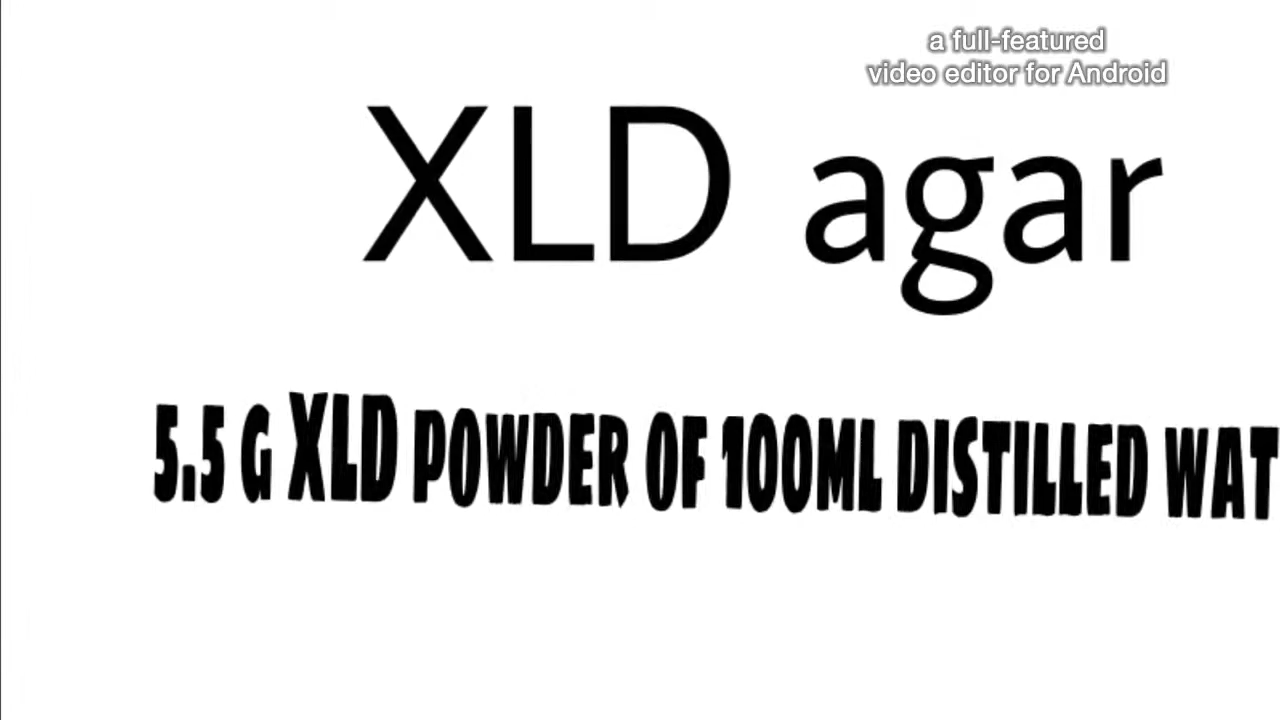 a full-featured
video editor for Android
XLD agar
5.5 G XLD POWDER OF 100ML DISTILLED WAT